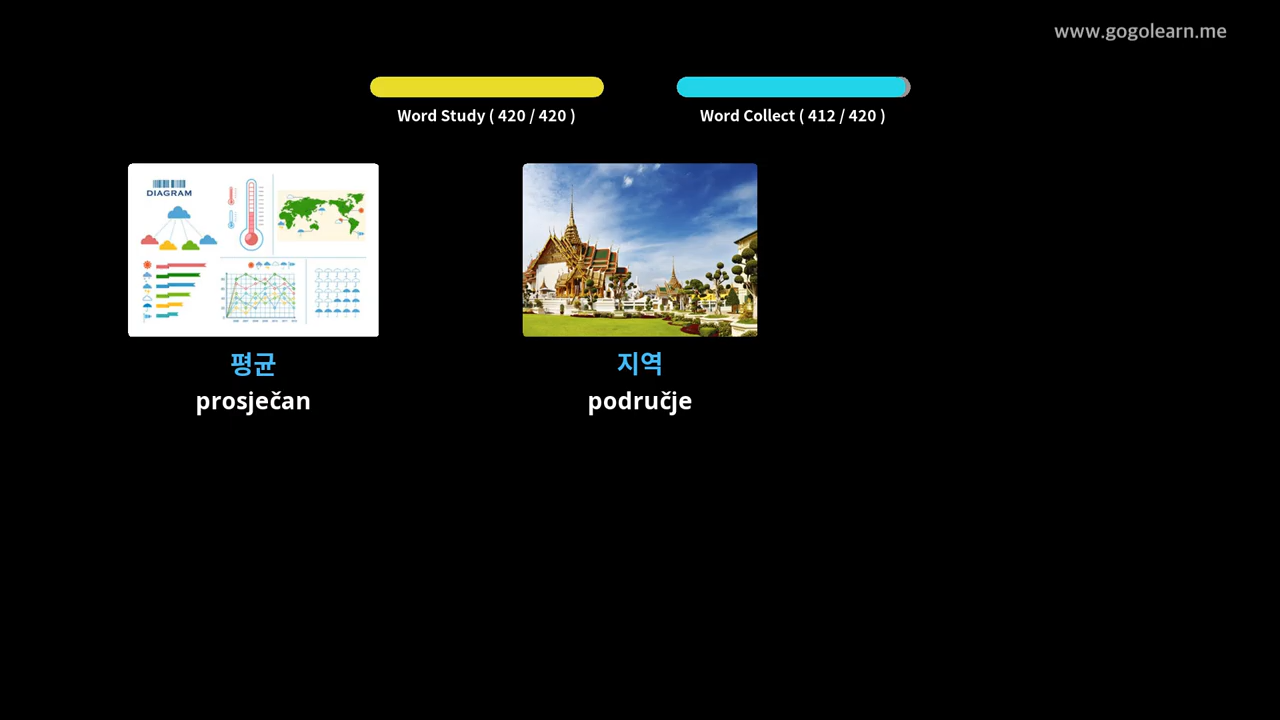 www.gogolearn.me
Word Study ( 420 / 420 )
Word Collect ( 412 / 420 )
DIAGRAM
평균
prosječan
지역
područje